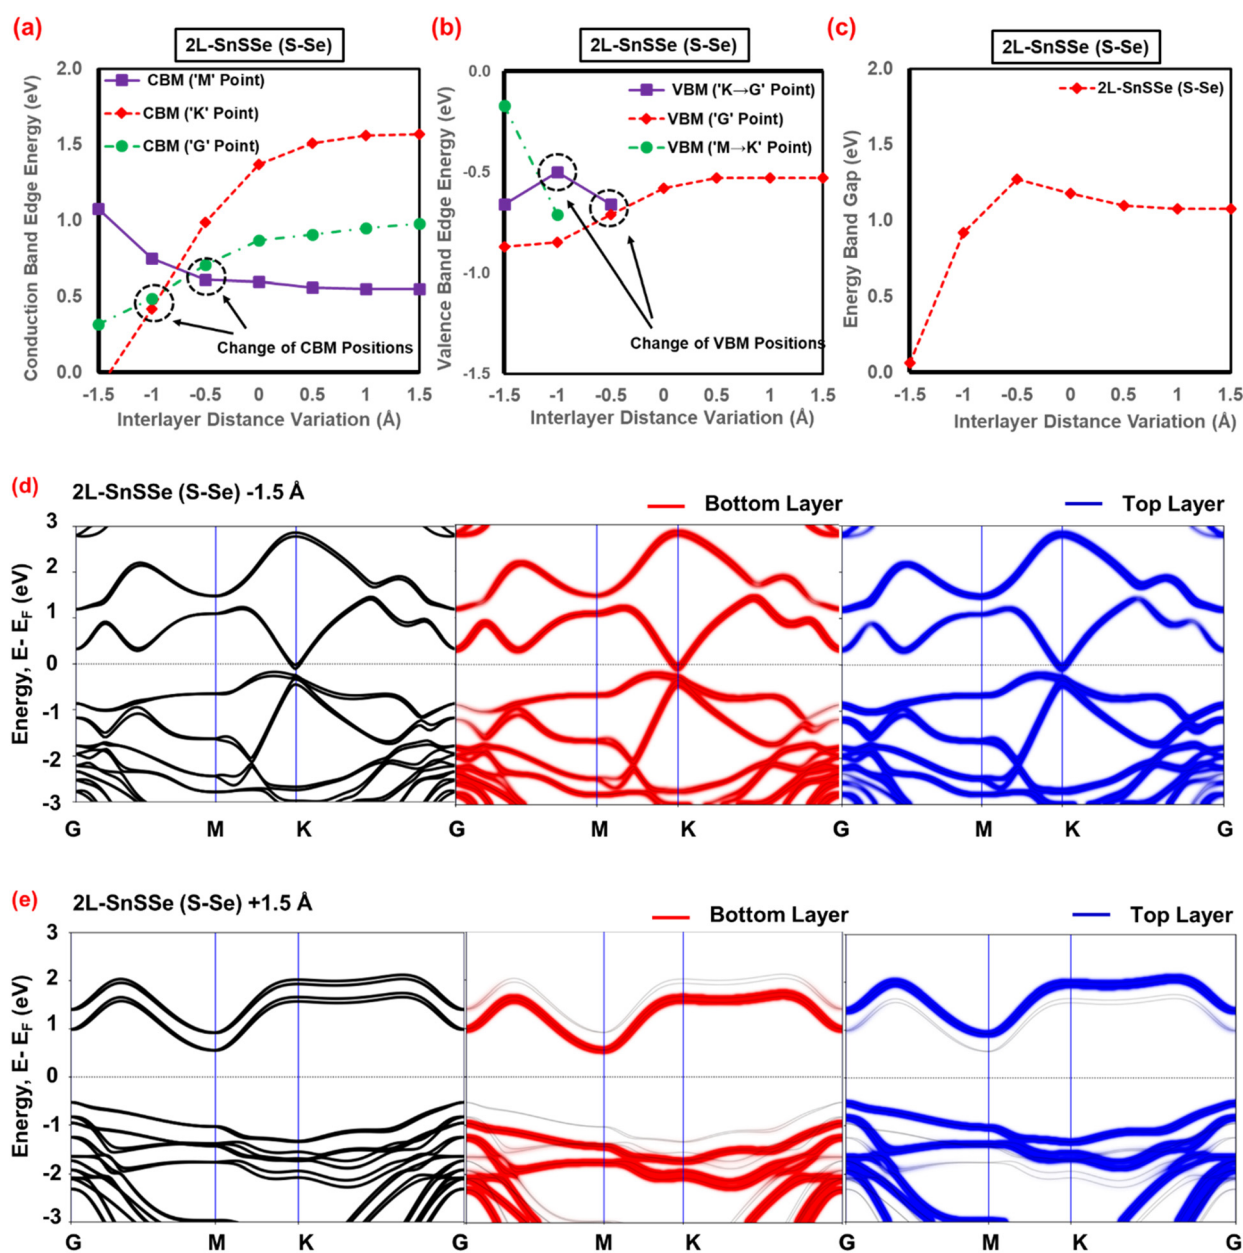 (a)
2L-SnSSe (S-Se)
Conduction Band Edge Energy (eV)
2.0
1.5
1.0
0.5
0.0
CBM ('M' Point)
CBM ('K' Point)
CBM ('G' Point)
Change of CBM Positions
-1.5 -1 -0.5 0 0.5 1 1.5
Interlayer Distance Variation (Å)
(b)
2L-SnSSe (S-Se)
Valence Band Edge Energy (eV)
0.0
-0.5
-1.0
-1.5
VBM ('K→G' Point)
VBM ('G' Point)
VBM ('M→K' Point)
Change of VBM Positions
-1.5 -1 -0.5 0 0.5 1 1.5
Interlayer Distance Variation (Å)
(c)
2L-SnSSe (S-Se)
Energy Band Gap (eV)
2.0
1.5
1.0
0.5
0.0
2L-SnSSe (S-Se)
-1.5 -1 -0.5 0 0.5 1 1.5
Interlayer Distance Variation (Å)
(d)
2L-SnSSe (S-Se) -1.5 Å
Bottom Layer
Top Layer
Energy, E- EF (eV)
3
2
1
0
-1
-2
-3
G M K G M K G M K G
(e)
2L-SnSSe (S-Se) +1.5 Å
Bottom Layer
Top Layer
Energy, E- EF (eV)
3
2
1
0
-1
-2
-3
G M K G M K G M K G